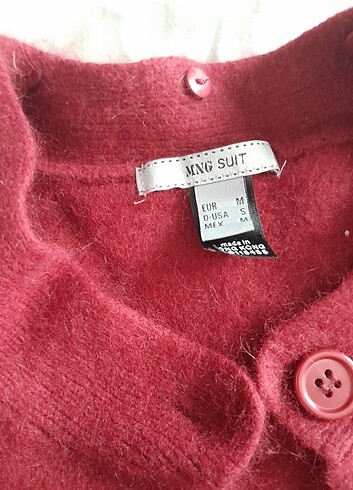 MNG SUIT
EUR M
D-USA S
MEX M
made in
HONG KONG